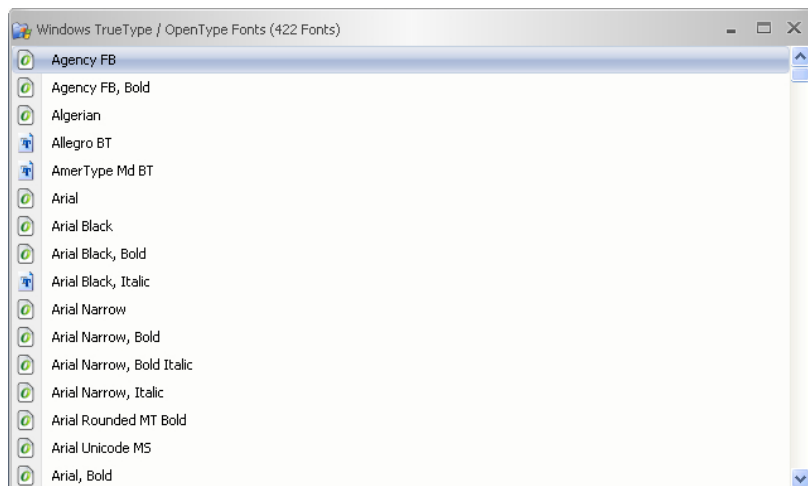 Windows TrueType / OpenType Fonts (422 Fonts)
Agency FB
Agency FB, Bold
Algerian
Allegro BT
AmerType Md BT
Arial
Arial Black
Arial Black, Bold
Arial Black, Italic
Arial Narrow
Arial Narrow, Bold
Arial Narrow, Bold Italic
Arial Narrow, Italic
Arial Rounded MT Bold
Arial Unicode MS
Arial, Bold